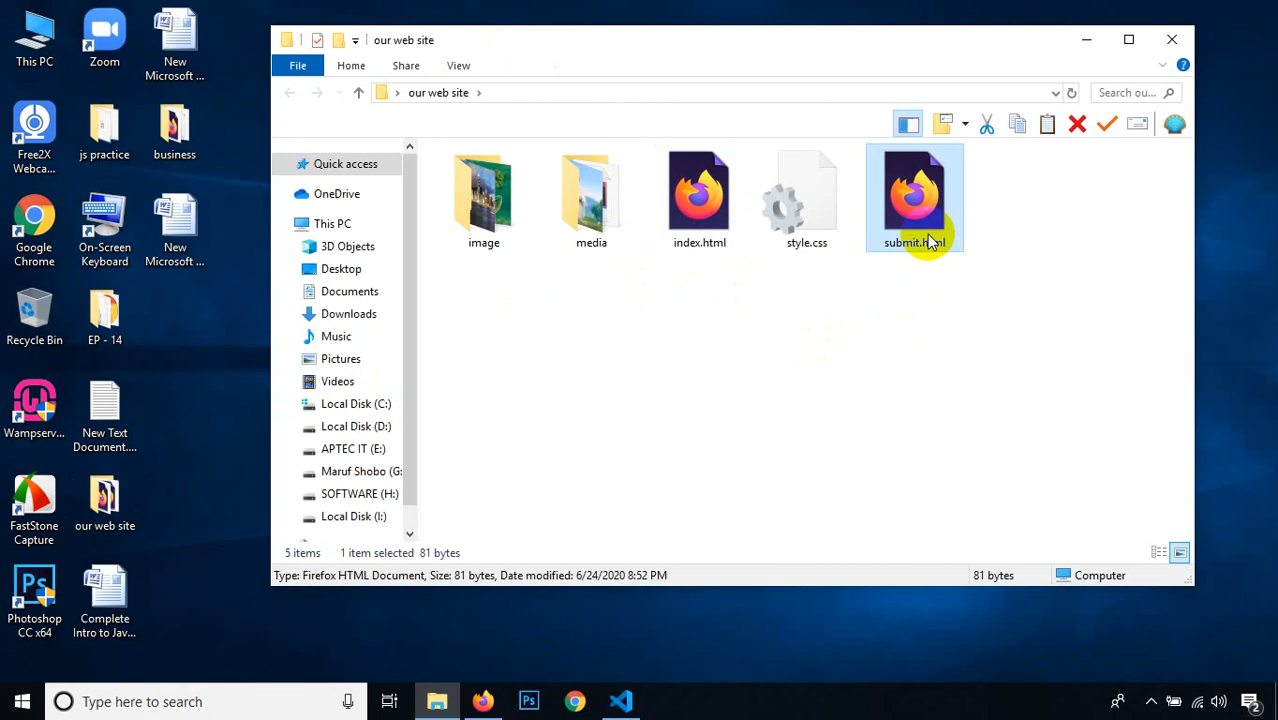 our web site
File
Home
Share
View
our web site
Search ou...
Quick access
OneDrive
This PC
3D Objects
Desktop
Documents
Downloads
Music
Pictures
Videos
Local Disk (C:)
Local Disk (D:)
APTEC IT (E:)
Maruf Shobo (G:
SOFTWARE (H:)
Local Disk (I:)
image
media
index.html
style.css
submit.html
5 items 1 item selected 81 bytes
Type: Firefox HTML Document, Size: 81 bytes, Date modified: 6/24/2020 8:52 PM
81 bytes
Computer
This PC
Zoom
New
Microsoft ...
Free2X
Webca...
js practice
business
Google
Chrome
On-Screen
Keyboard
New
Microsoft ...
Recycle Bin
EP - 14
Wampserv...
New Text
Document....
FastStone
Capture
our web site
Ps
Photoshop
CC x64
Complete
Intro to Jav...
Type here to search
Ps
2